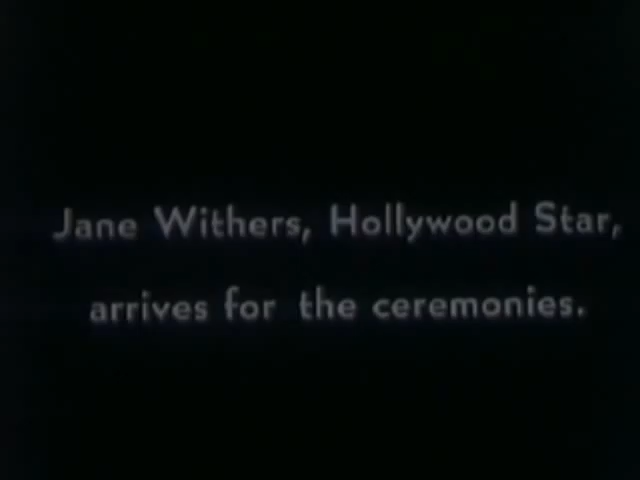 Jane Withers, Hollywood Star,
arrives for the ceremonies.